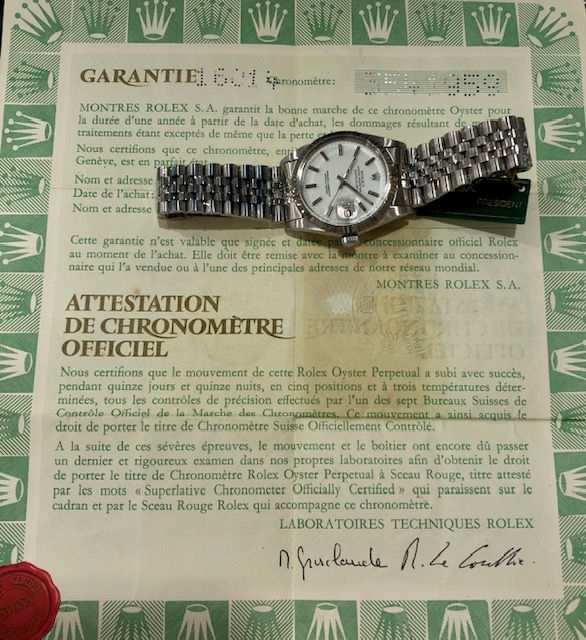 GARANTIE 16014 chronomètre: 959
MONTRES ROLEX S.A. garantit la bonne marche de ce chronomètre Oyster pour
la durée d'une année à partir de la date d'achat, les dommages résultant de
traitements étant exceptés de même que la perte et
Nous certifions que ce chronomètre,
Genève, est en parfait état
Nom et adresse
Date de l'achat:
Nom et adresse
PRESIDENT
Cette garantie n'est valable que signée et datée par concessionnaire officiel Rolex
au moment de l'achat. Elle doit être remise avec la montre à examiner au concession-
naire qui l'a vendue ou à l'une des principales adresses de notre réseau mondial.
MONTRES ROLEX S.A.
ATTESTATION
DE CHRONOMÈTRE
OFFICIEL
Nous certifions que le mouvement de cette Rolex Oyster Perpetual a subi avec succès,
pendant quinze jours et quinze nuits, en cinq positions et à trois températures déter-
minées, tous les contrôles de précision effectués par l'un des sept Bureaux Suisses de
Contrôle Officiel de la Marche des Chronomètres. Ce mouvement a ainsi acquis le
droit de porter le titre de Chronomètre Suisse Officiellement Contrôlé.
A la suite de ces sévères épreuves, le mouvement et le boîtier ont encore dû passer
un dernier et rigoureux examen dans nos propres laboratoires afin d'obtenir le droit
de porter le titre de Chronomètre Rolex Oyster Perpetual à Sceau Rouge, titre attesté
par les mots « Superlative Chronometer Officially Certified » qui paraissent sur le
cadran et par le Sceau Rouge Rolex qui accompagne ce chronomètre.
LABORATOIRES TECHNIQUES ROLEX